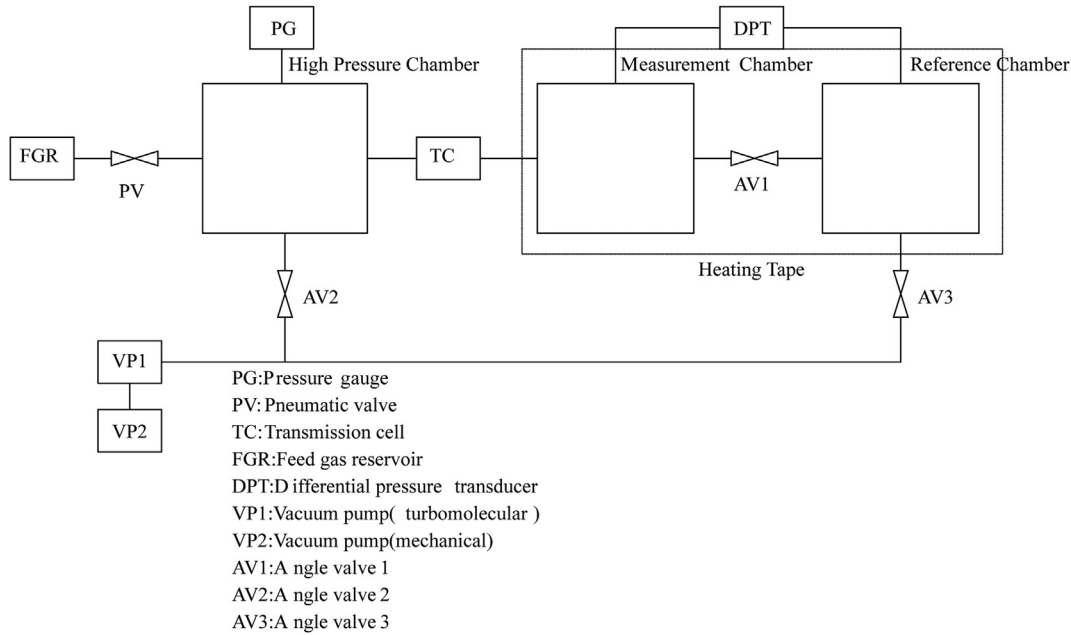 PG
DPT
High Pressure Chamber
Measurement Chamber
Reference Chamber
FGR
TC
PV
AV1
Heating Tape
AV2
AV3
VP1
VP2
PG:Pressure gauge
PV:Pneumatic valve
TC:Transmission cell
FGR:Feed gas reservoir
DPT:D ifferential pressure transducer
VP1:Vacuum pump( turbomolecular )
VP2:Vacuum pump(mechanical)
AV1:A ngle valve 1
AV2:A ngle valve 2
AV3:A ngle valve 3